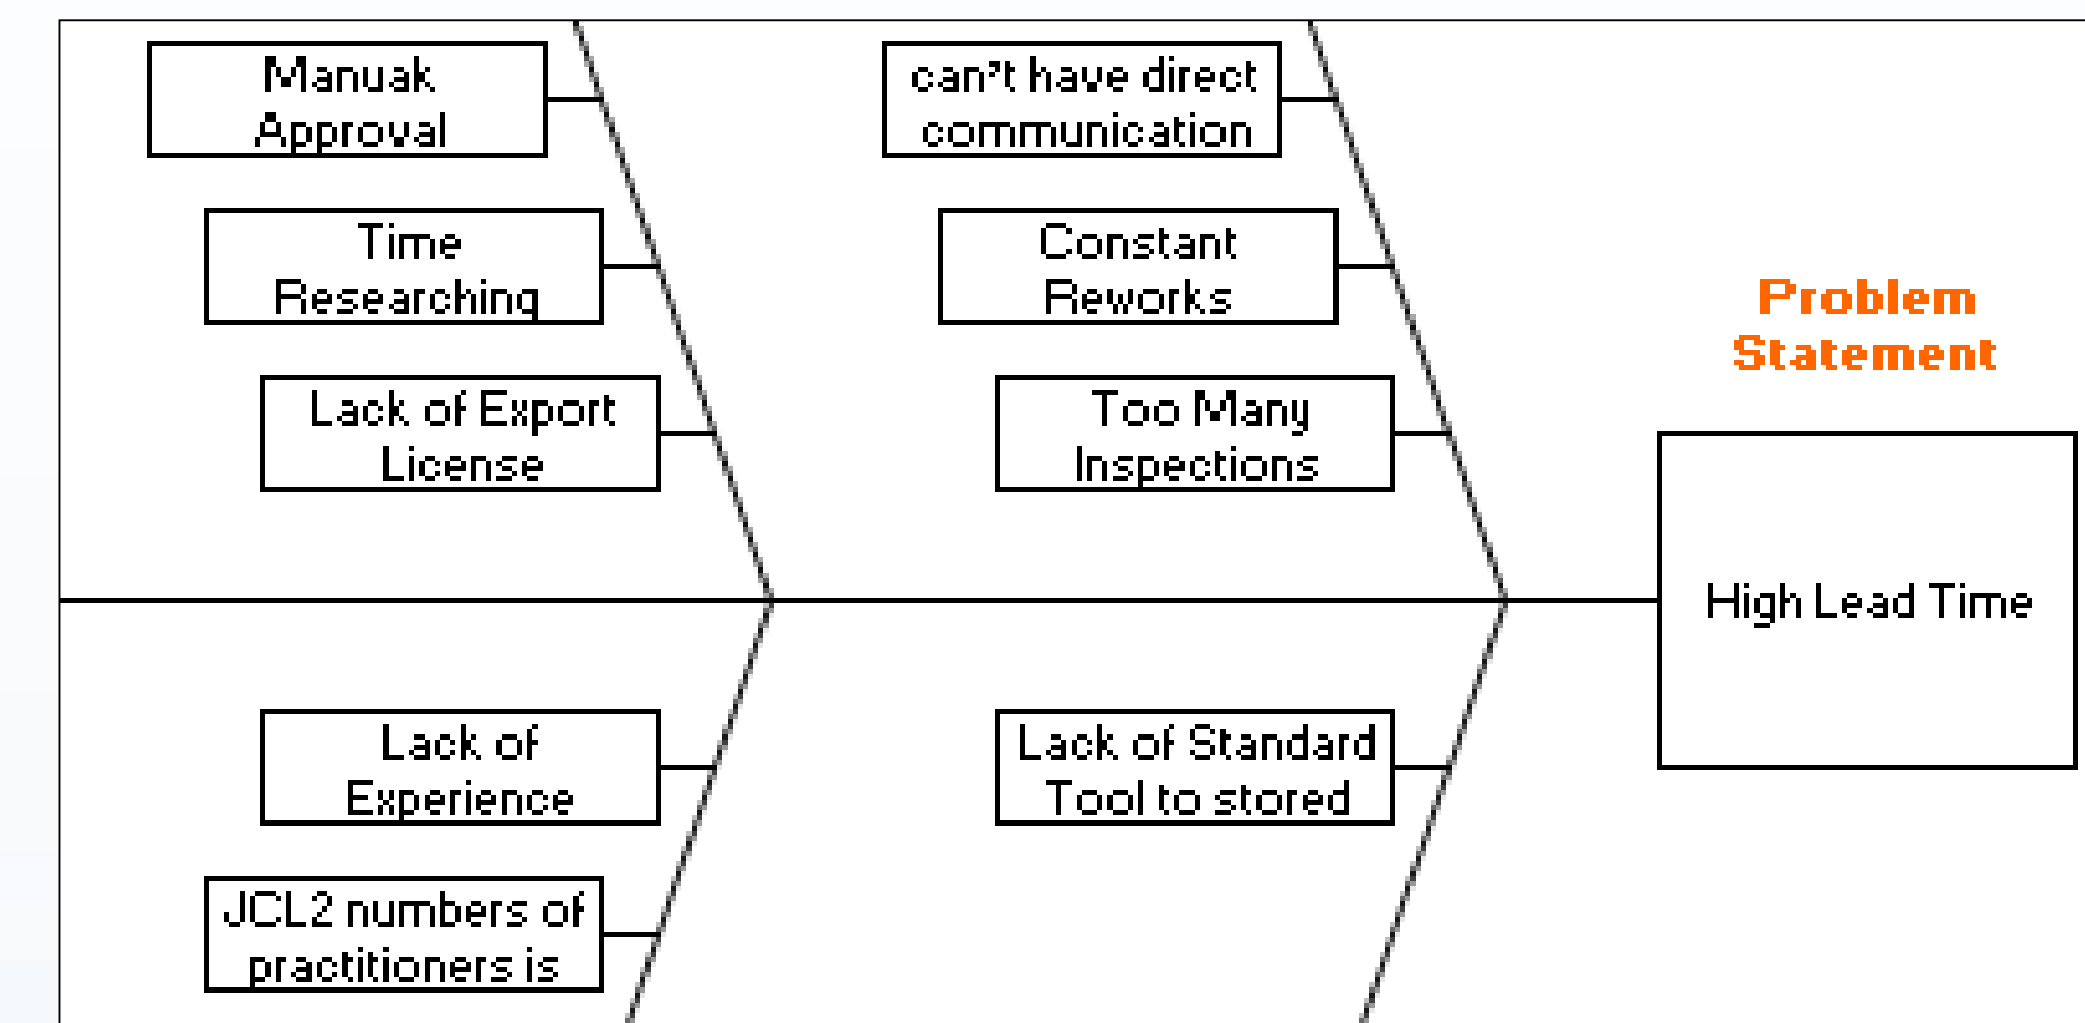 Manuak
Approval
Time
Researching
Lack of Export
License
can't have direct
communication
Constant
Reworks
Too Many
Inspections
Problem
Statement
High Lead Time
Lack of
Experience
JCL2 numbers of
practitioners is
Lack of Standard
Tool to stored